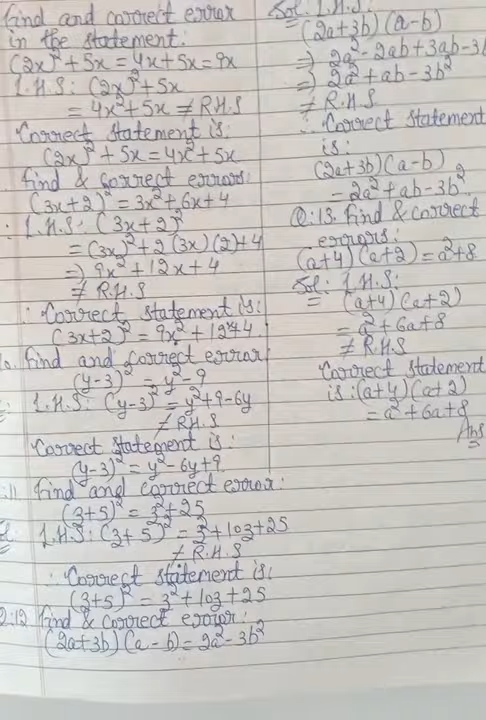 find and correct error
in the statement:
(2x)² + 5x = 4x + 5x = 9x
L.H.S: (2x)² + 5x
= 4x² + 5x ≠ R.H.S
Correct statement is:
(2x)² + 5x = 4x² + 5x
find & correct errors:
(3x+2)² = 3x² + 6x + 4
: L.H.S: (3x+2)²
= (3x)² + 2(3x)(2) + 4
⇒ 9x² + 12x + 4
≠ R.H.S
∴ Correct statement is:
(3x+2)² = 9x² + 12x+4
find and correct error
(y-3)² = y² - 9
L.H.S: (y-3)² = y² + 9 - 6y
≠ R.H.S
Correct statement is:
(y-3)² = y² - 6y + 9
:11 find and correct error:
(z+5)² = z² + 25
L.H.S: (z+5)² = z² + 10z + 25
≠ R.H.S
∴ Correct statement is:
(z+5)² = z² + 10z + 25
Q:12 find & correct error:
(2a+3b)(a-b) = 2a² - 3b²
Sol: L.H.S:
= (2a+3b)(a-b)
⇒ 2a² - 2ab + 3ab - 3b
⇒ 2a² + ab - 3b²
≠ R.H.S
∴ Correct statement
is:
(2a+3b)(a-b)
= 2a² + ab - 3b²
Q:13. find & correct
errors:
(a+4)(a+2) = a² + 8
Sol: L.H.S:
= (a+4)(a+2)
= a² + 6a + 8
≠ R.H.S
Correct statement
is: (a+4)(a+2)
= a² + 6a + 8
Ans